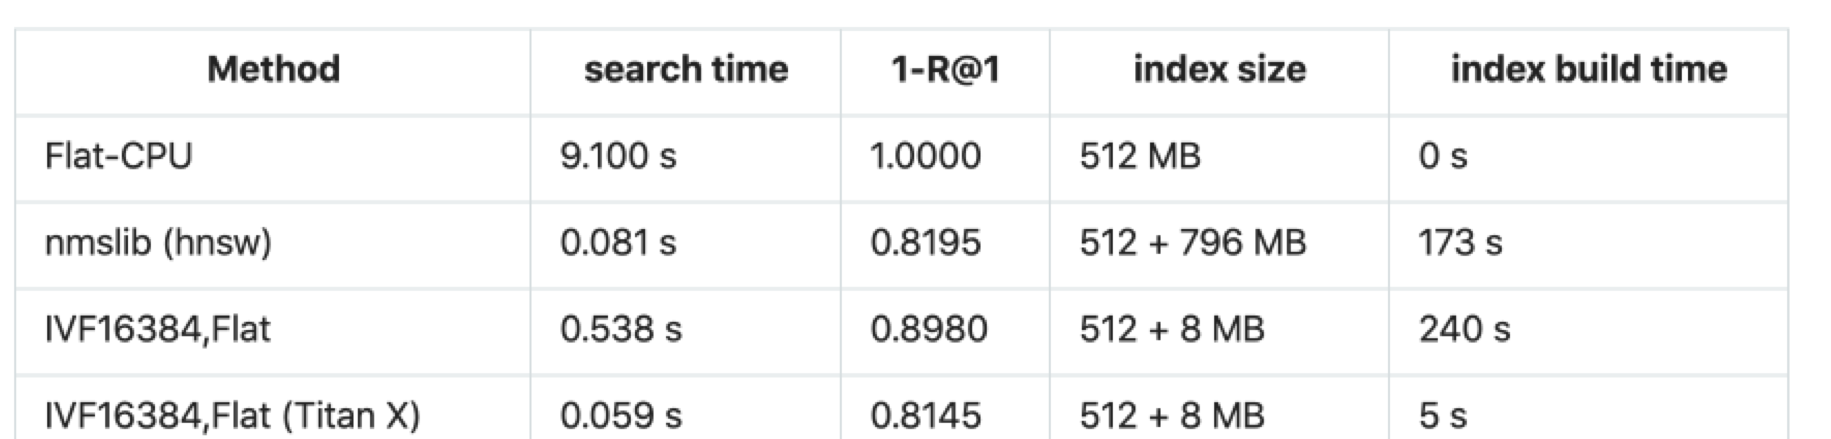 Method search time 1-R@1 index size index build time
Flat-CPU 9.100 s 1.0000 512 MB 0 s
nmslib (hnsw) 0.081 s 0.8195 512 + 796 MB 173 s
IVF16384,Flat 0.538 s 0.8980 512 + 8 MB 240 s
IVF16384,Flat (Titan X) 0.059 s 0.8145 512 + 8 MB 5 s